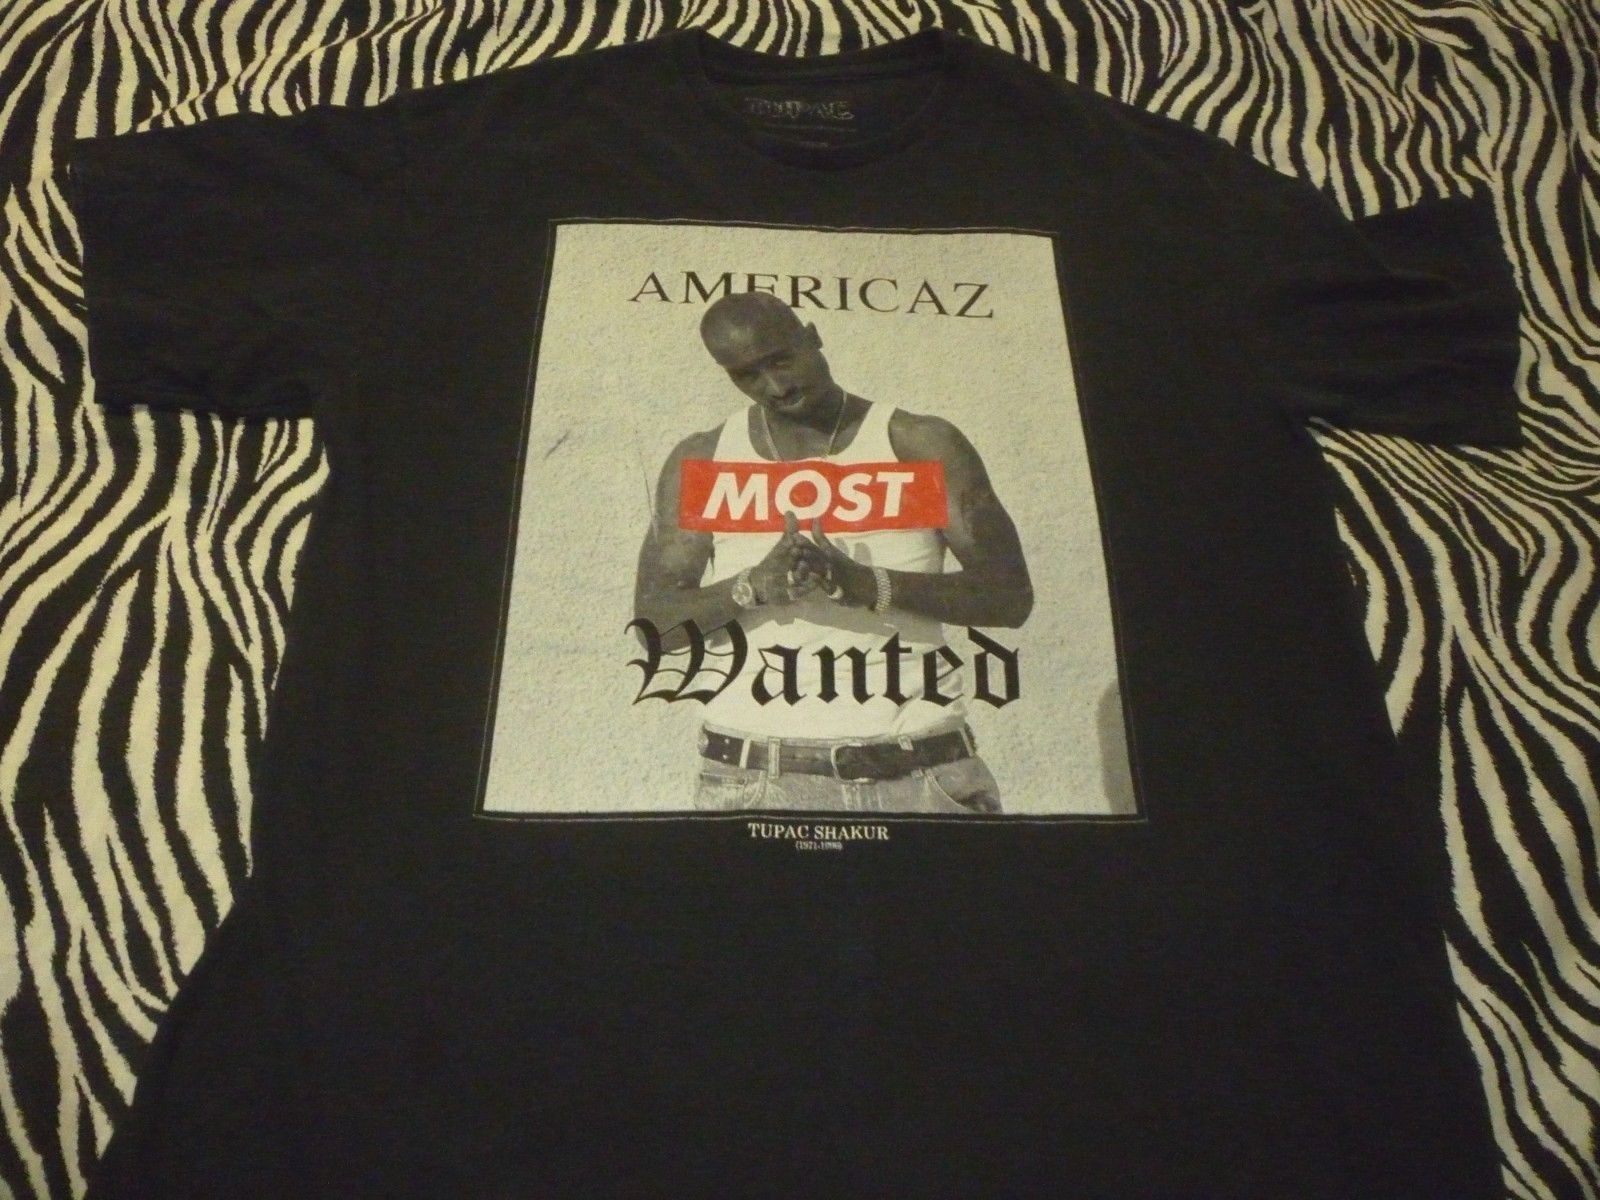 AMERICAZ
MOST
Wanted
TUPAC SHAKUR
(1971-1996)